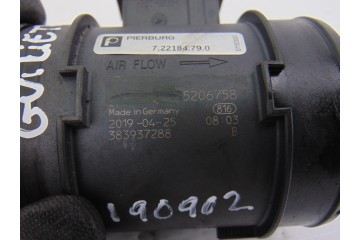 P PIERBURG
7.22184.79.0
AIR FLOW
5206758
Made in Germany
816
2019-04-25 08:03
383937288 B
190902